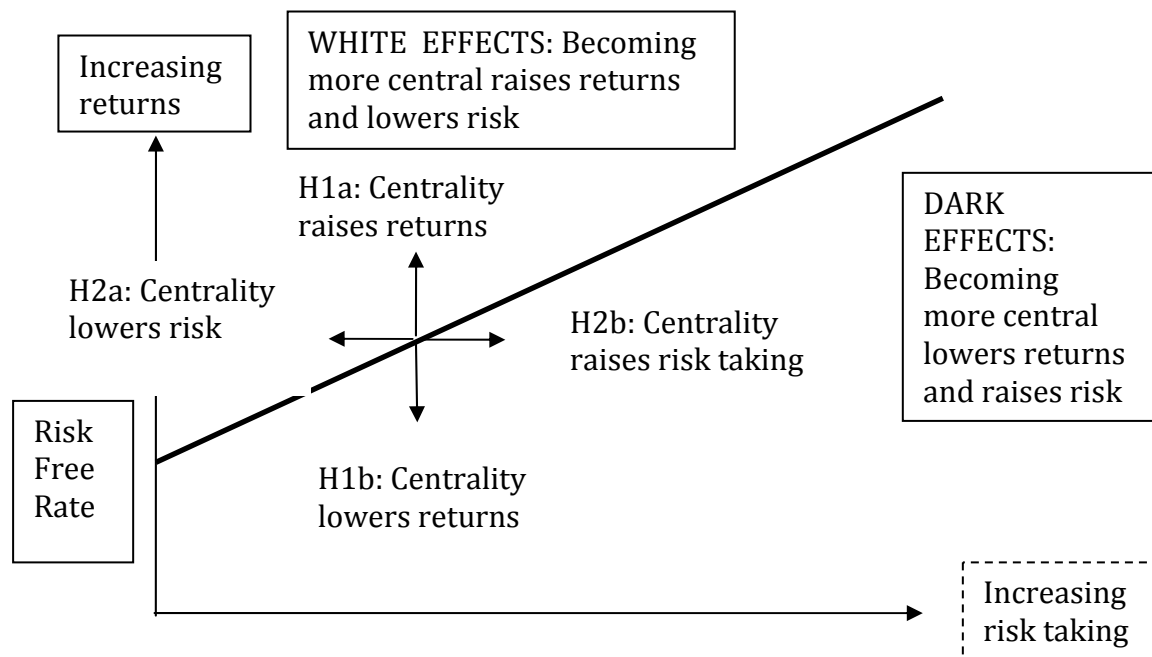 Increasing
returns
WHITE EFFECTS: Becoming
more central raises returns
and lowers risk
H1a: Centrality
raises returns
DARK
EFFECTS:
Becoming
more central
lowers returns
and raises risk
H2a: Centrality
lowers risk
H2b: Centrality
raises risk taking
Risk
Free
Rate
H1b: Centrality
lowers returns
Increasing
risk taking